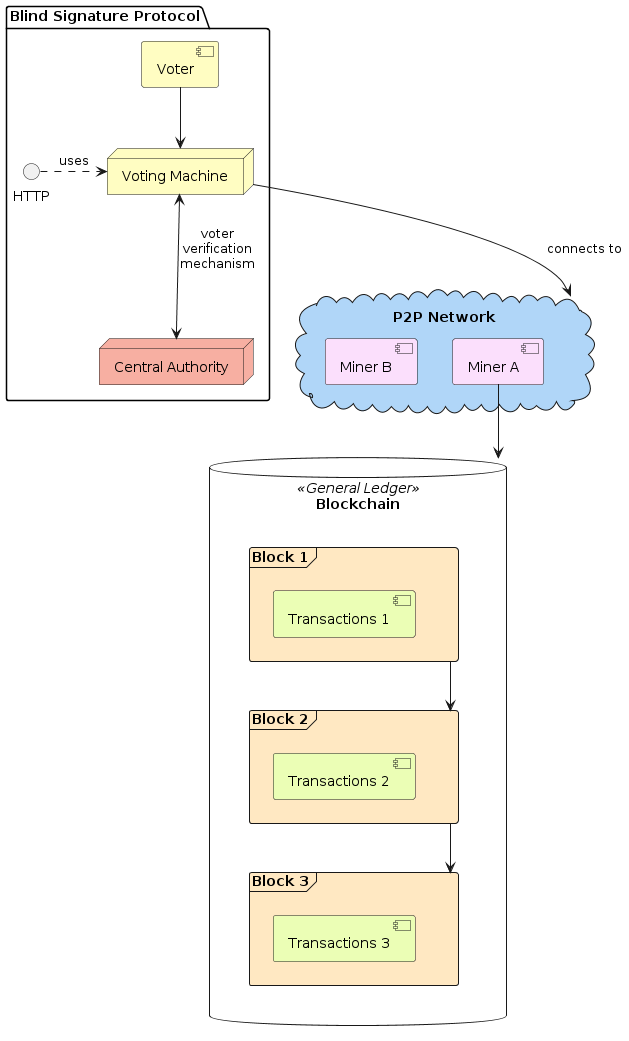 Blind Signature Protocol
Voter
uses
Voting Machine
HTTP
voter
verification
mechanism
connects to
Central Authority
P2P Network
Miner B
Miner A
«General Ledger»
Blockchain
Block 1
Transactions 1
Block 2
Transactions 2
Block 3
Transactions 3